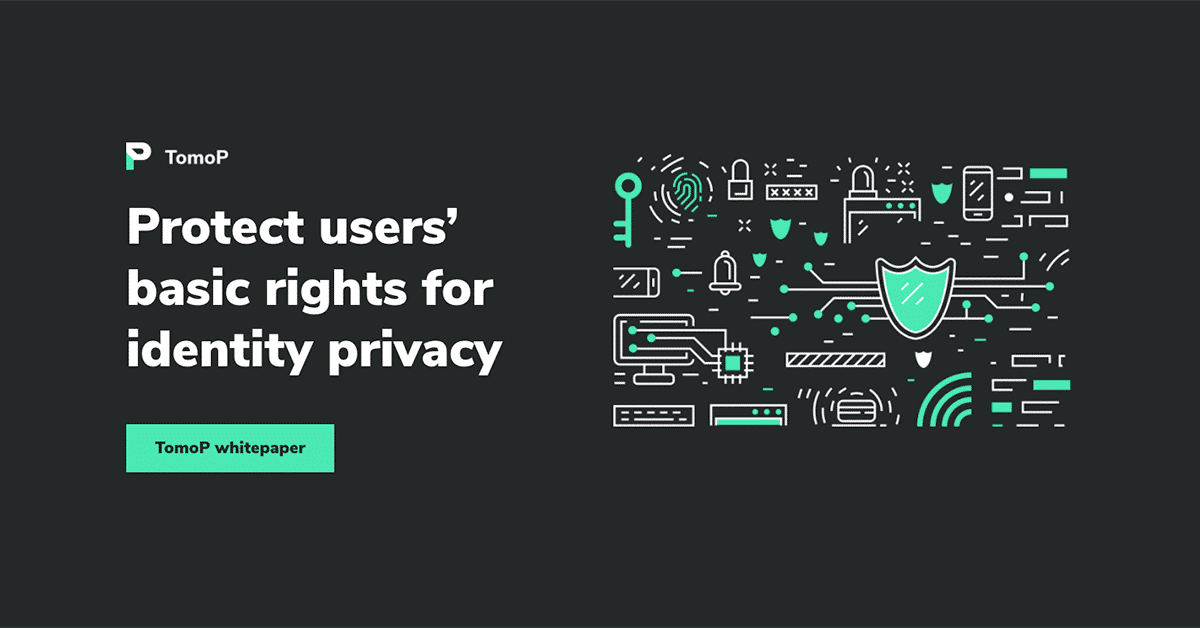 TomoP
Protect users’
basic rights for
identity privacy
TomoP whitepaper